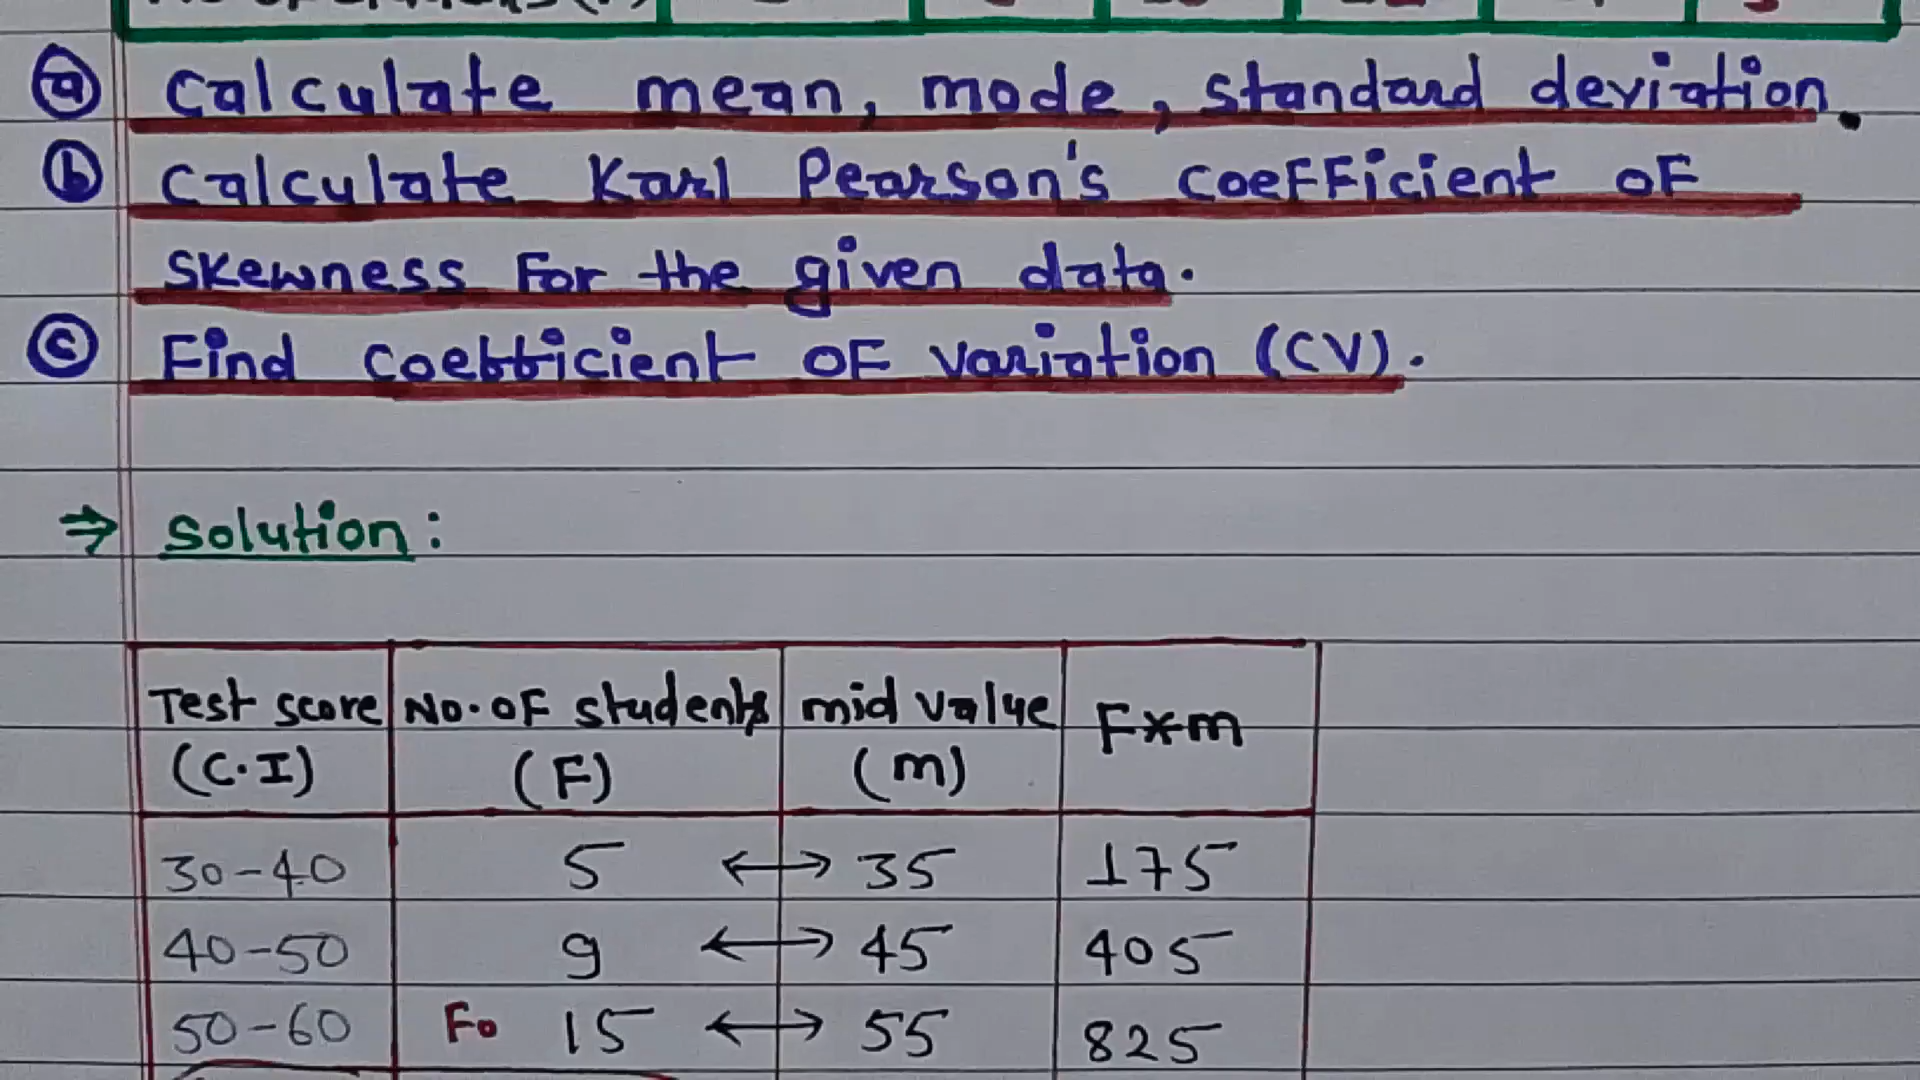 ⓐ Calculate mean, mode, standard deviation.
ⓑ Calculate Karl Pearson's coefficient of
skewness for the given data.
ⓒ Find coefficient of variation (CV).
⇒ Solution:
Test score (C.I) No. of students (F) mid value (m) F*m
30-40 5 ↔ 35 175
40-50 9 ↔ 45 405
50-60 Fo 15 ↔ 55 825